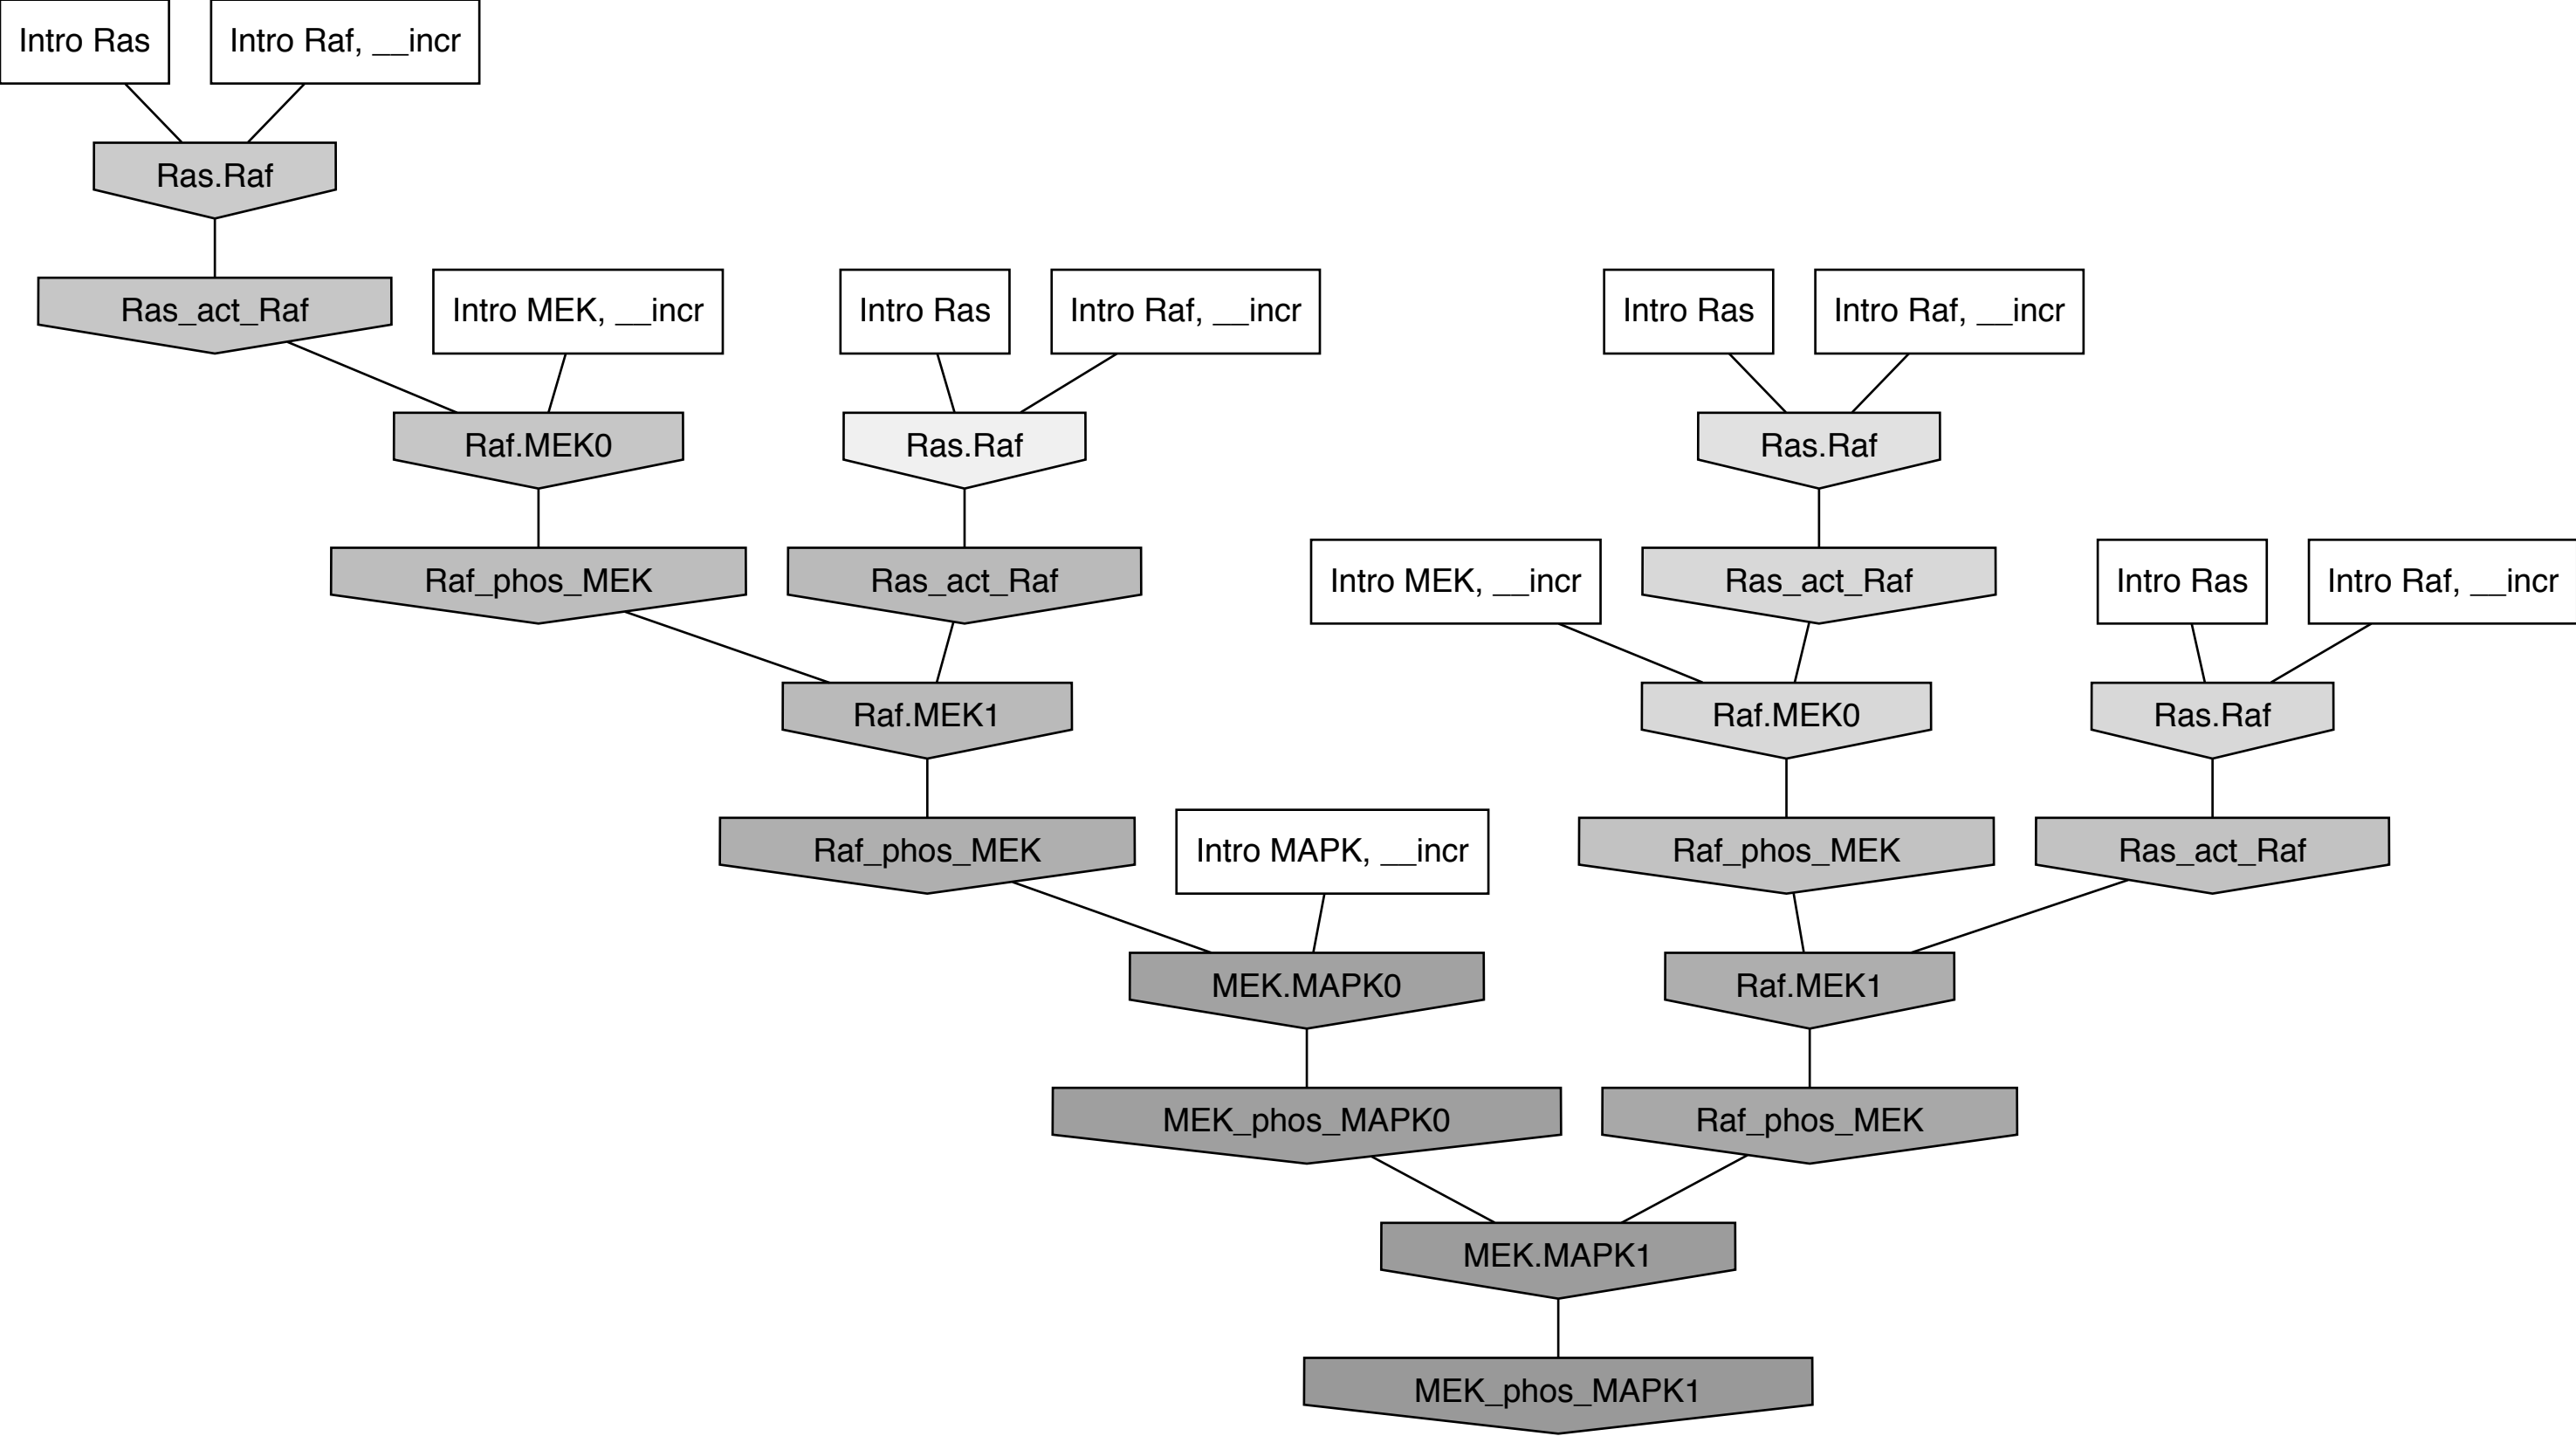 Intro Ras
Intro Raf, __incr
Ras.Raf
Ras_act_Raf
Intro MEK, __incr
Intro Ras
Intro Raf, __incr
Intro Ras
Intro Raf, __incr
Raf.MEK0
Ras.Raf
Ras.Raf
Raf_phos_MEK
Ras_act_Raf
Intro MEK, __incr
Ras_act_Raf
Intro Ras
Intro Raf, __incr
Raf.MEK1
Raf.MEK0
Ras.Raf
Raf_phos_MEK
Intro MAPK, __incr
Raf_phos_MEK
Ras_act_Raf
MEK.MAPK0
Raf.MEK1
MEK_phos_MAPK0
Raf_phos_MEK
MEK.MAPK1
MEK_phos_MAPK1